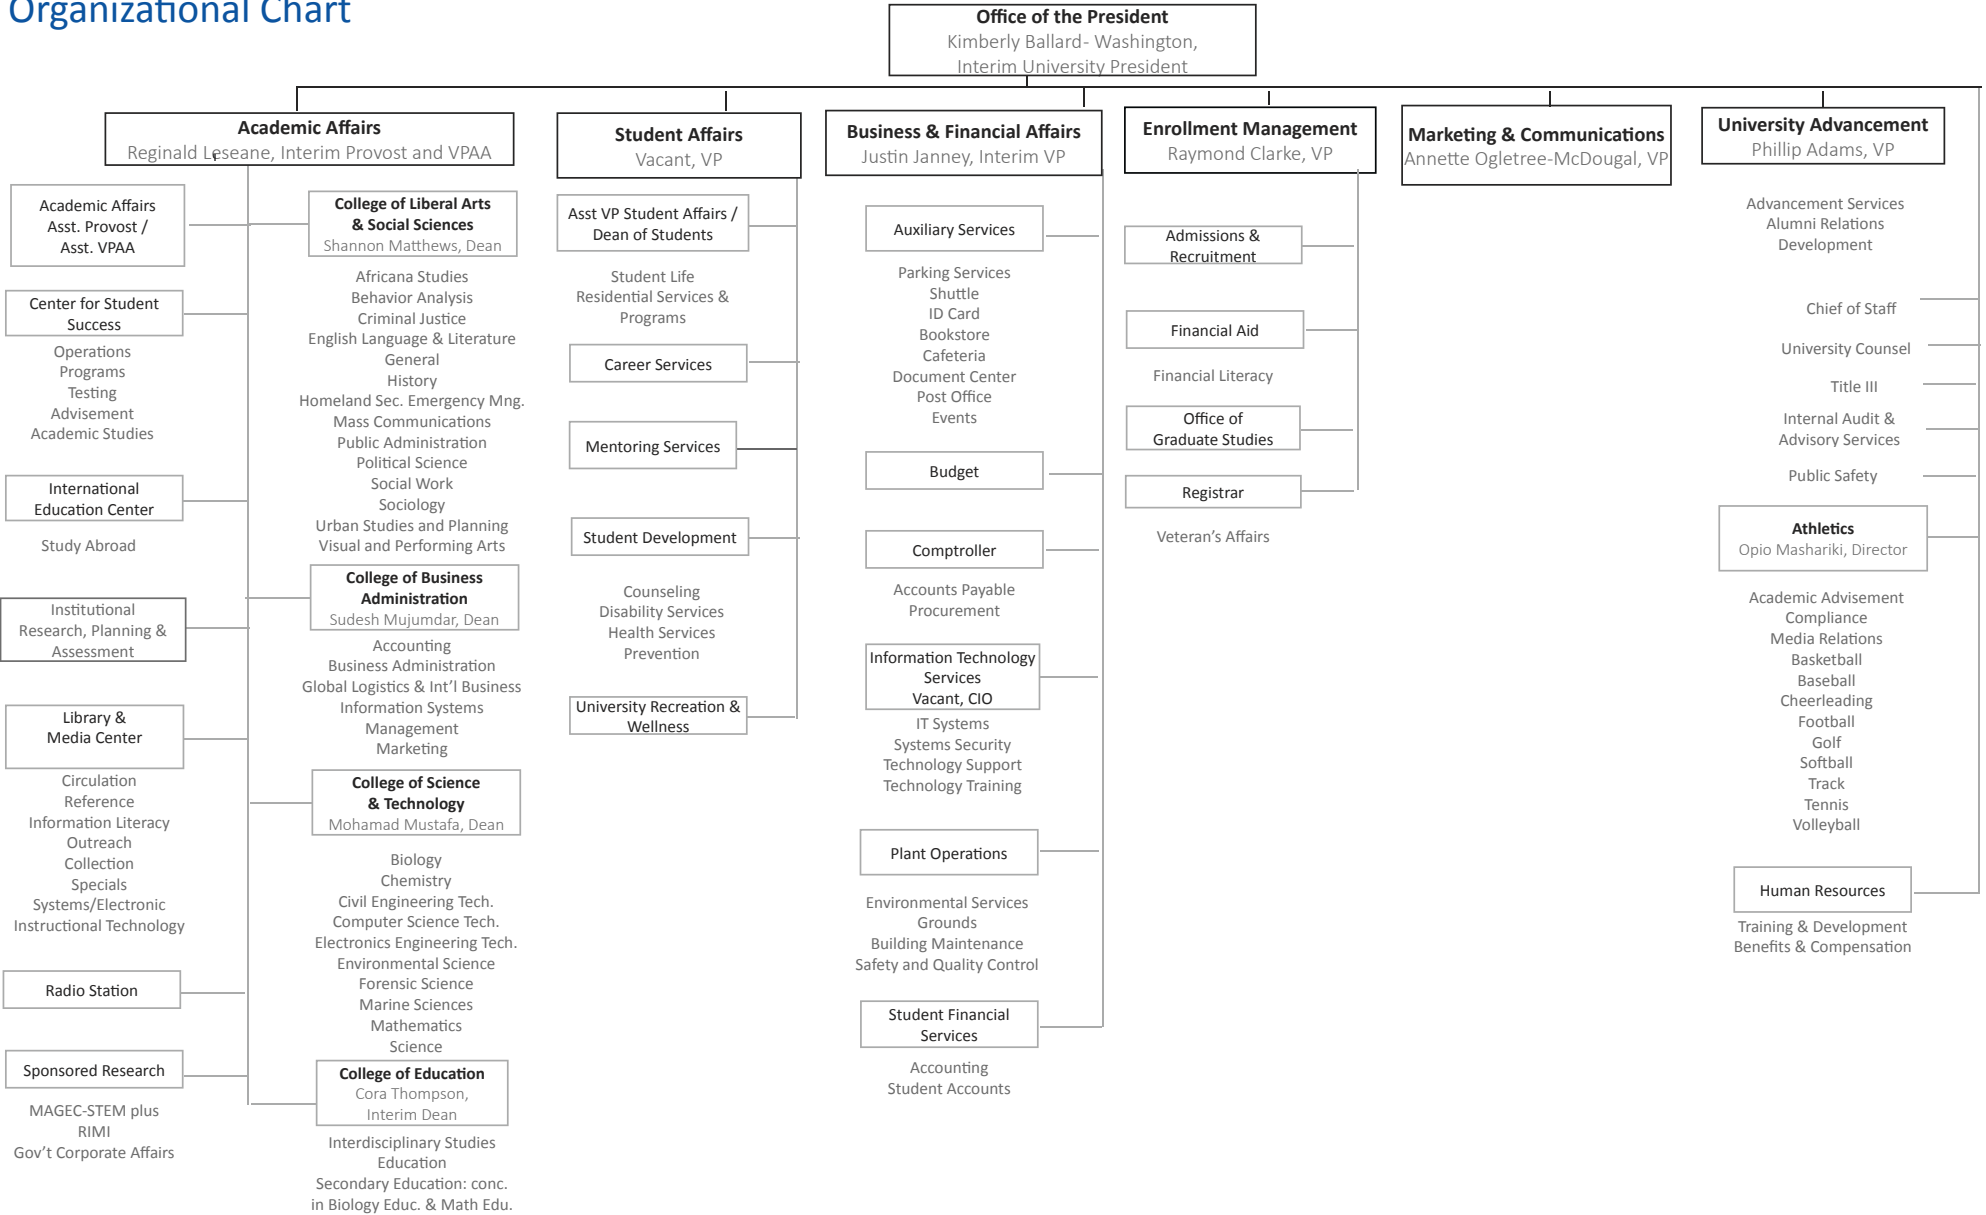 Organizational Chart
Office of the President
Kimberly Ballard- Washington,
Interim University President
Academic Affairs
Reginald Leseane, Interim Provost and VPAA
Academic Affairs
Asst. Provost /
Asst. VPAA
Center for Student
Success
Operations
Programs
Testing
Advisement
Academic Studies
International
Education Center
Study Abroad
Institutional
Research, Planning &
Assessment
Library &
Media Center
Circulation
Reference
Information Literacy
Outreach
Collection
Specials
Systems/Electronic
Instructional Technology
Radio Station
Sponsored Research
MAGEC-STEM plus
RIMI
Gov't Corporate Affairs
College of Liberal Arts
& Social Sciences
Shannon Matthews, Dean
Africana Studies
Behavior Analysis
Criminal Justice
English Language & Literature
General
History
Homeland Sec. Emergency Mng.
Mass Communications
Public Administration
Political Science
Social Work
Sociology
Urban Studies and Planning
Visual and Performing Arts
College of Business
Administration
Sudesh Mujumdar, Dean
Accounting
Business Administration
Global Logistics & Int'l Business
Information Systems
Management
Marketing
College of Science
& Technology
Mohamad Mustafa, Dean
Biology
Chemistry
Civil Engineering Tech.
Computer Science Tech.
Electronics Engineering Tech.
Environmental Science
Forensic Science
Marine Sciences
Mathematics
Science
College of Education
Cora Thompson,
Interim Dean
Interdisciplinary Studies
Education
Secondary Education: conc.
in Biology Educ. & Math Edu.
Student Affairs
Vacant, VP
Asst VP Student Affairs /
Dean of Students
Student Life
Residential Services &
Programs
Career Services
Mentoring Services
Student Development
Counseling
Disability Services
Health Services
Prevention
University Recreation &
Wellness
Business & Financial Affairs
Justin Janney, Interim VP
Auxiliary Services
Parking Services
Shuttle
ID Card
Bookstore
Cafeteria
Document Center
Post Office
Events
Budget
Comptroller
Accounts Payable
Procurement
Information Technology
Services
Vacant, CIO
IT Systems
Systems Security
Technology Support
Technology Training
Plant Operations
Environmental Services
Grounds
Building Maintenance
Safety and Quality Control
Student Financial
Services
Accounting
Student Accounts
Enrollment Management
Raymond Clarke, VP
Admissions &
Recruitment
Financial Aid
Financial Literacy
Office of
Graduate Studies
Registrar
Veteran's Affairs
Marketing & Communications
Annette Ogletree-McDougal, VP
University Advancement
Phillip Adams, VP
Advancement Services
Alumni Relations
Development
Chief of Staff
University Counsel
Title III
Internal Audit &
Advisory Services
Public Safety
Athletics
Opio Mashariki, Director
Academic Advisement
Compliance
Media Relations
Basketball
Baseball
Cheerleading
Football
Golf
Softball
Track
Tennis
Volleyball
Human Resources
Training & Development
Benefits & Compensation